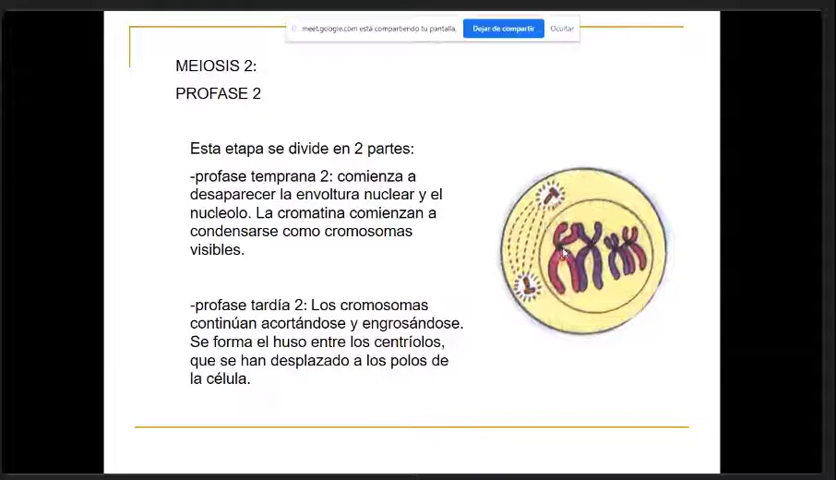 meet.google.com está compartiendo tu pantalla.
Dejar de compartir
Ocultar
MEIOSIS 2:
PROFASE 2
Esta etapa se divide en 2 partes:
-profase temprana 2: comienza a
desaparecer la envoltura nuclear y el
nucleolo. La cromatina comienzan a
condensarse como cromosomas
visibles.
-profase tardía 2: Los cromosomas
continúan acortándose y engrosándose.
Se forma el huso entre los centríolos,
que se han desplazado a los polos de
la célula.